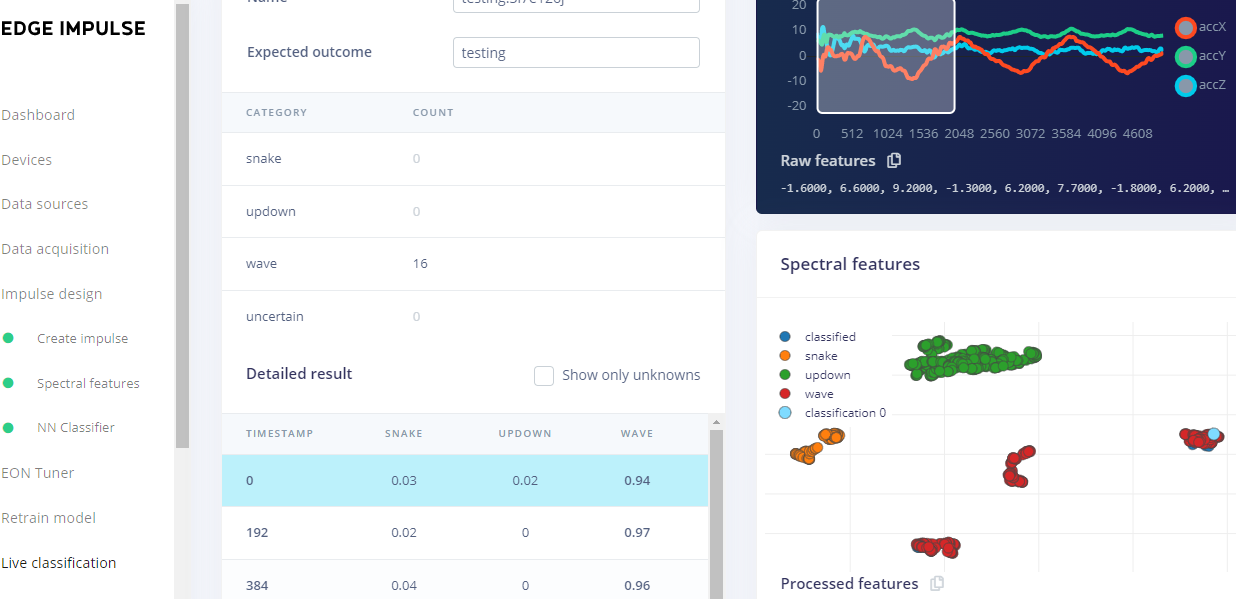 EDGE IMPULSE
Dashboard
Devices
Data sources
Data acquisition
Impulse design
Create impulse
Spectral features
NN Classifier
EON Tuner
Retrain model
Live classification
Expected outcome testing
CATEGORY COUNT
snake 0
updown 0
wave 16
uncertain 0
Detailed result Show only unknowns
TIMESTAMP SNAKE UPDOWN WAVE
0 0.03 0.02 0.94
192 0.02 0 0.97
384 0.04 0 0.96
20
10
0
-10
-20
0 512 1024 1536 2048 2560 3072 3584 4096 4608
accX
accY
accZ
Raw features
-1.6000, 6.6000, 9.2000, -1.3000, 6.2000, 7.7000, -1.8000, 6.2000, …
Spectral features
classified
snake
updown
wave
classification 0
Processed features